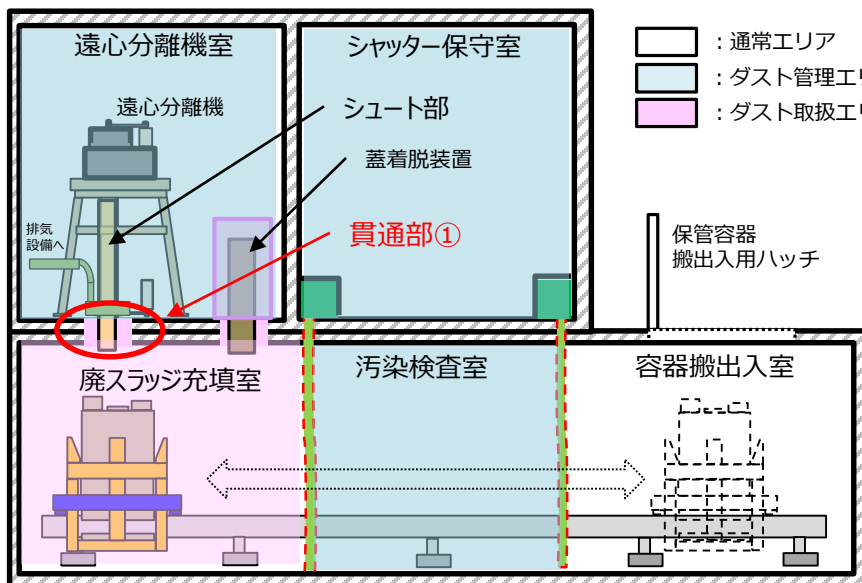 遠心分離機室
シャッター保守室
：通常エリア
：ダスト管理エリ
：ダスト取扱エリ
遠心分離機
シュート部
蓋着脱装置
排気
設備へ
貫通部①
保管容器
搬出入用ハッチ
廃スラッジ充填室
汚染検査室
容器搬出入室